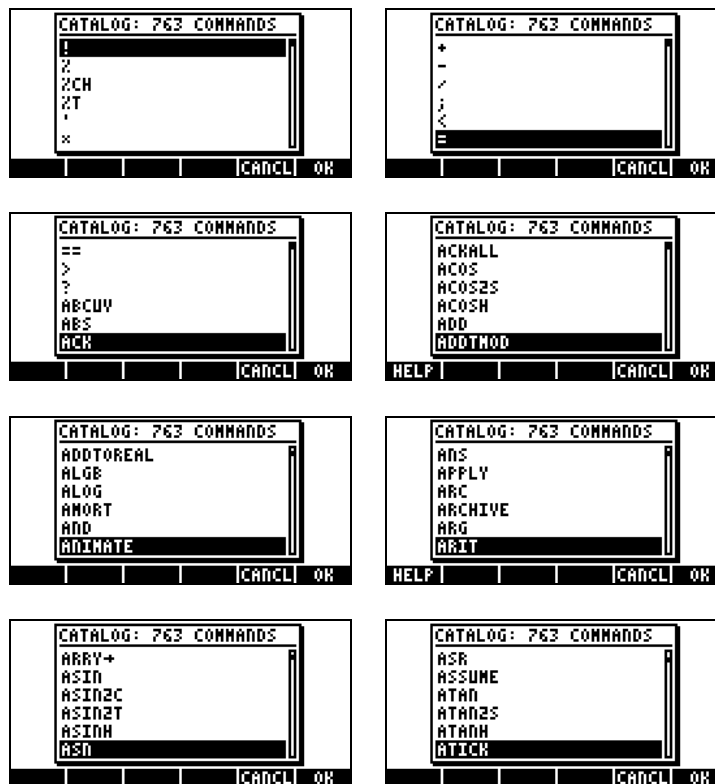 CATALOG: 763 COMMANDS
!
%
%CH
%T
'
*
CANCL OK
CATALOG: 763 COMMANDS
+
-
/
;
<
=
CANCL OK
CATALOG: 763 COMMANDS
==
>
?
ABCUV
ABS
ACK
CANCL OK
CATALOG: 763 COMMANDS
ACKALL
ACOS
ACOS2S
ACOSH
ADD
ADDTMOD
HELP CANCL OK
CATALOG: 763 COMMANDS
ADDTOREAL
ALGB
ALOG
AMORT
AND
ANIMATE
CANCL OK
CATALOG: 763 COMMANDS
ANS
APPLY
ARC
ARCHIVE
ARG
ARIT
HELP CANCL OK
CATALOG: 763 COMMANDS
ARRY→
ASIN
ASIN2C
ASIN2T
ASINH
ASN
CANCL OK
CATALOG: 763 COMMANDS
ASR
ASSUME
ATAN
ATAN2S
ATANH
ATICK
CANCL OK